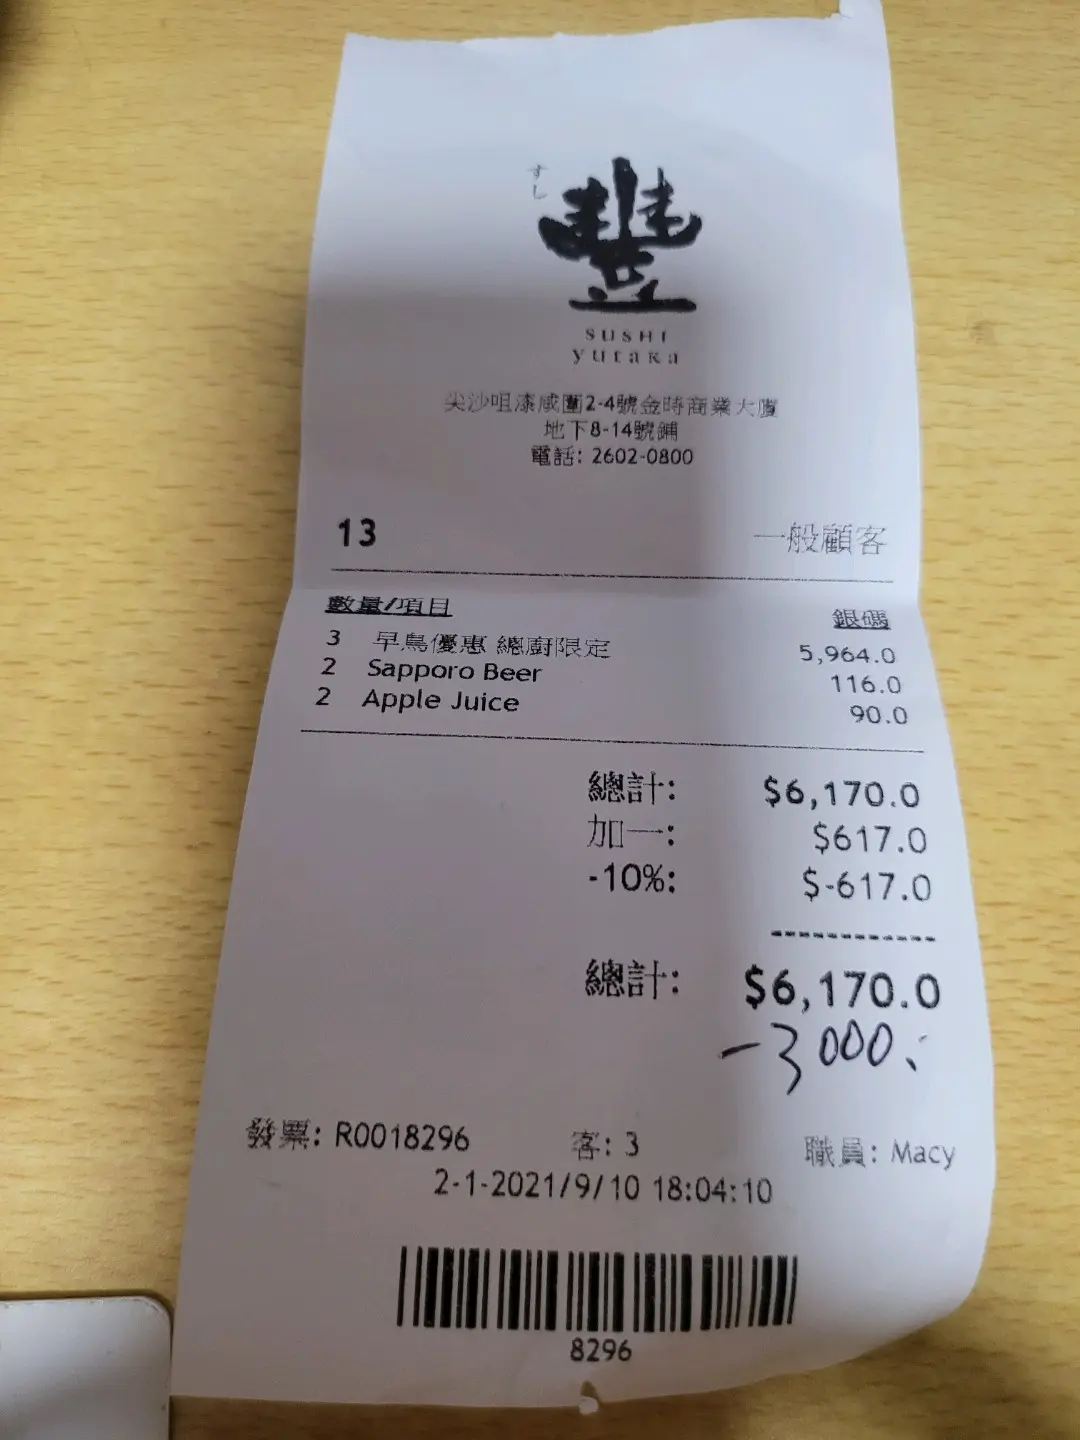 すし
豐
SUSHI
yutaka
尖沙咀漆咸圍2-4號金時商業大廈
地下8-14號鋪
電話: 2602-0800
13 一般顧客
數量/項目 銀碼
3 早鳥優惠 總廚限定 5,964.0
2 Sapporo Beer 116.0
2 Apple Juice 90.0
總計: $6,170.0
加一: $617.0
-10%: $-617.0
總計: $6,170.0
-3000.
發票: R0018296 客: 3 職員: Macy
2-1-2021/9/10 18:04:10
8296